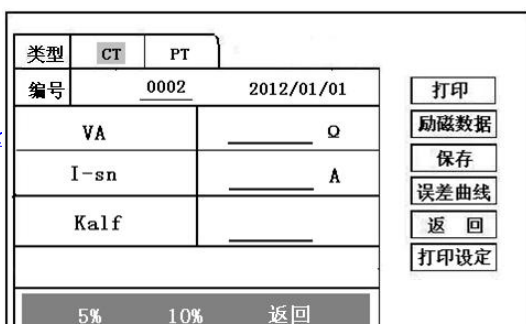 类型 CT PT
编号 0002 2012/01/01
VA Ω
I-sn A
Kalf
5% 10% 返回
打印
励磁数据
保存
误差曲线
返 回
打印设定